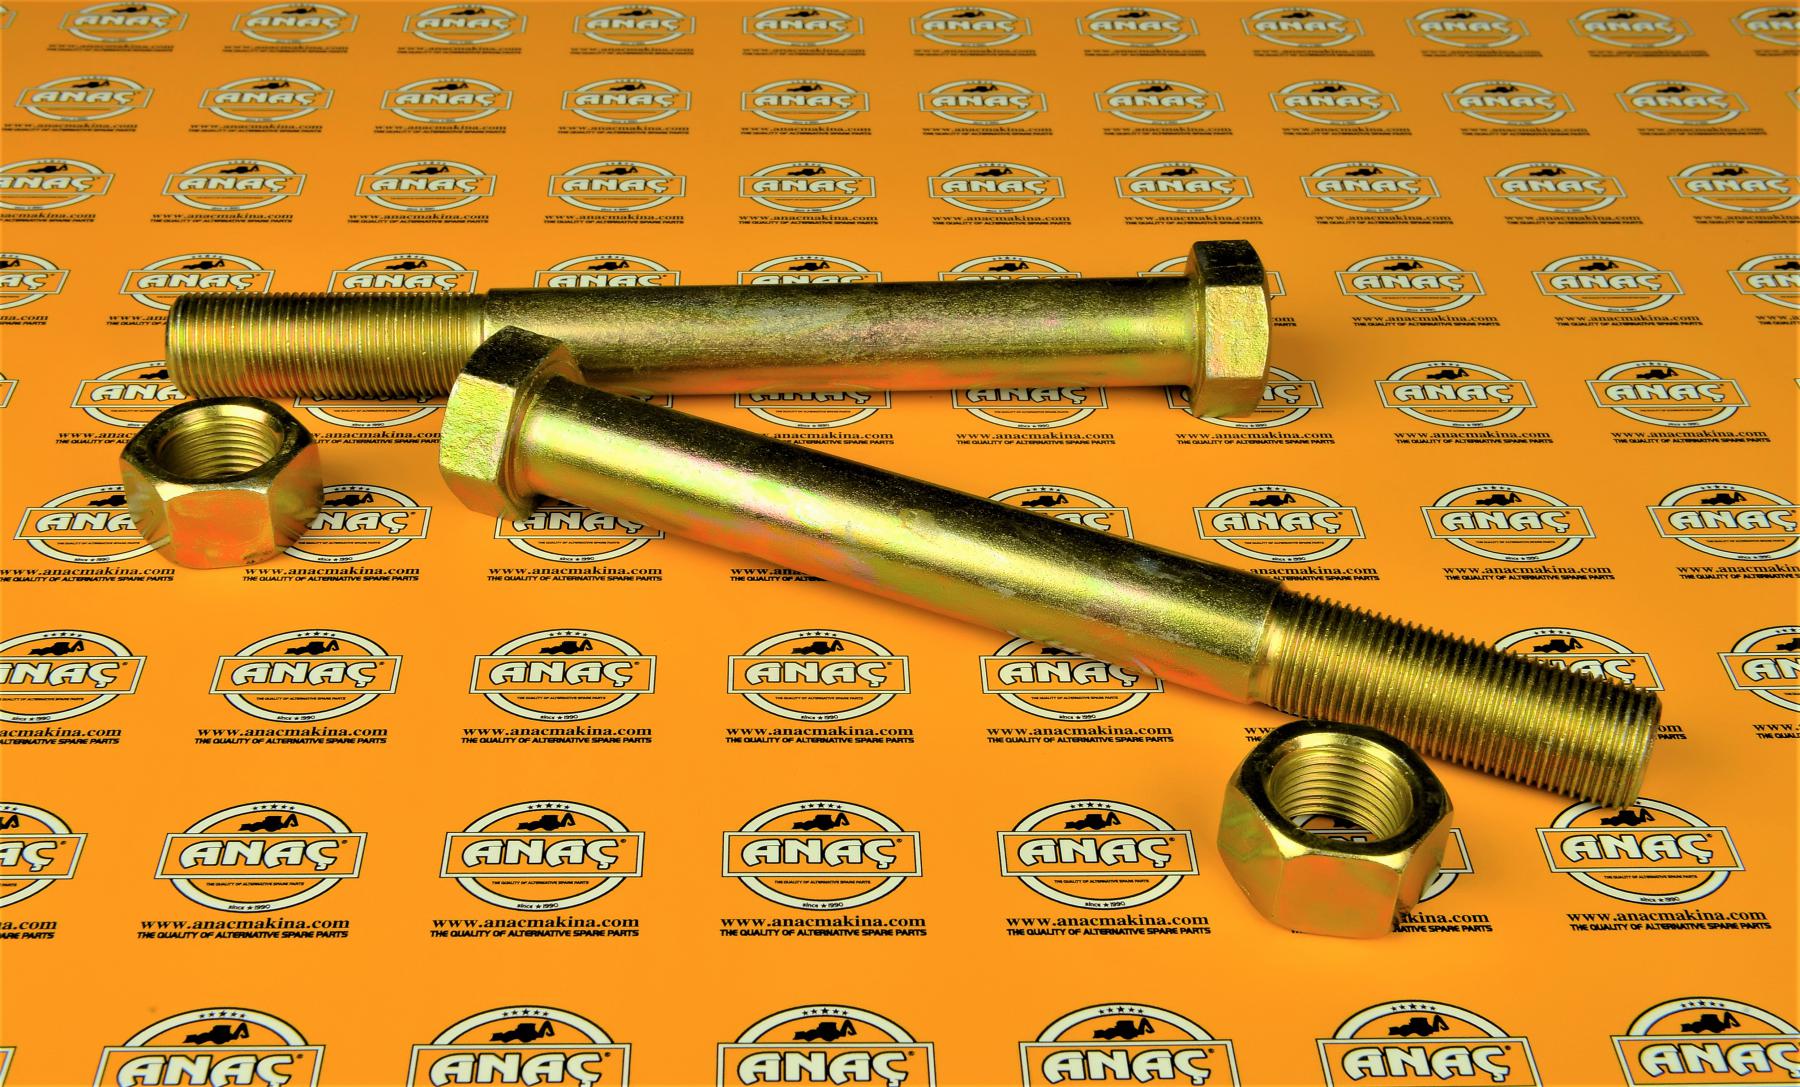 ANAÇ
THE QUALITY OF ALTERNATIVE SPARE PARTS
since ★ 1990
www.anacmakina.com
THE QUALITY OF ALTERNATIVE SPARE PARTS